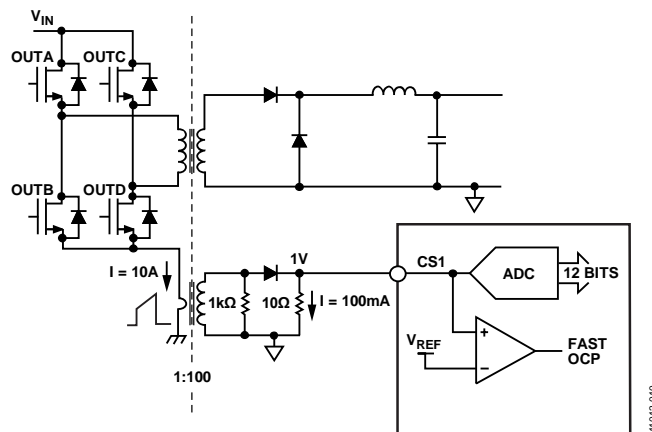 VIN
OUTA
OUTC
OUTB
OUTD
I = 10A
1kΩ
10Ω
1V
I = 100mA
1:100
CS1
ADC
12 BITS
VREF
+
−
FAST
OCP